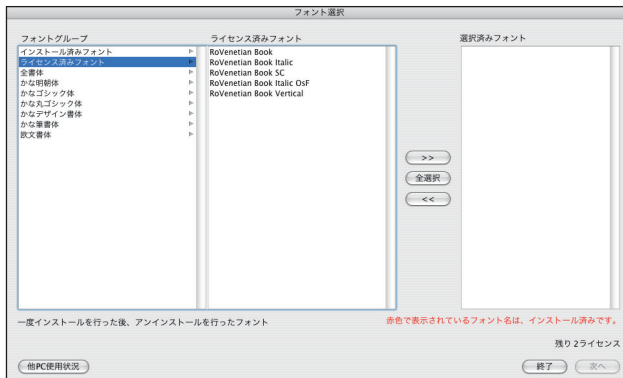 フォント選択
フォントグループ
ライセンス済みフォント
選択済みフォント
インストール済みフォント
ライセンス済みフォント
全書体
かな明朝体
かなゴシック体
かな丸ゴシック体
かなデザイン書体
かな筆書体
欧文書体
RoVenetian Book
RoVenetian Book Italic
RoVenetian Book SC
RoVenetian Book Italic OsF
RoVenetian Book Vertical
>>
全選択
<<
一度インストールを行った後、アンインストールを行ったフォント
赤色で表示されているフォント名は、インストール済みです。
残り 2ライセンス
他PC使用状況
終了
次へ